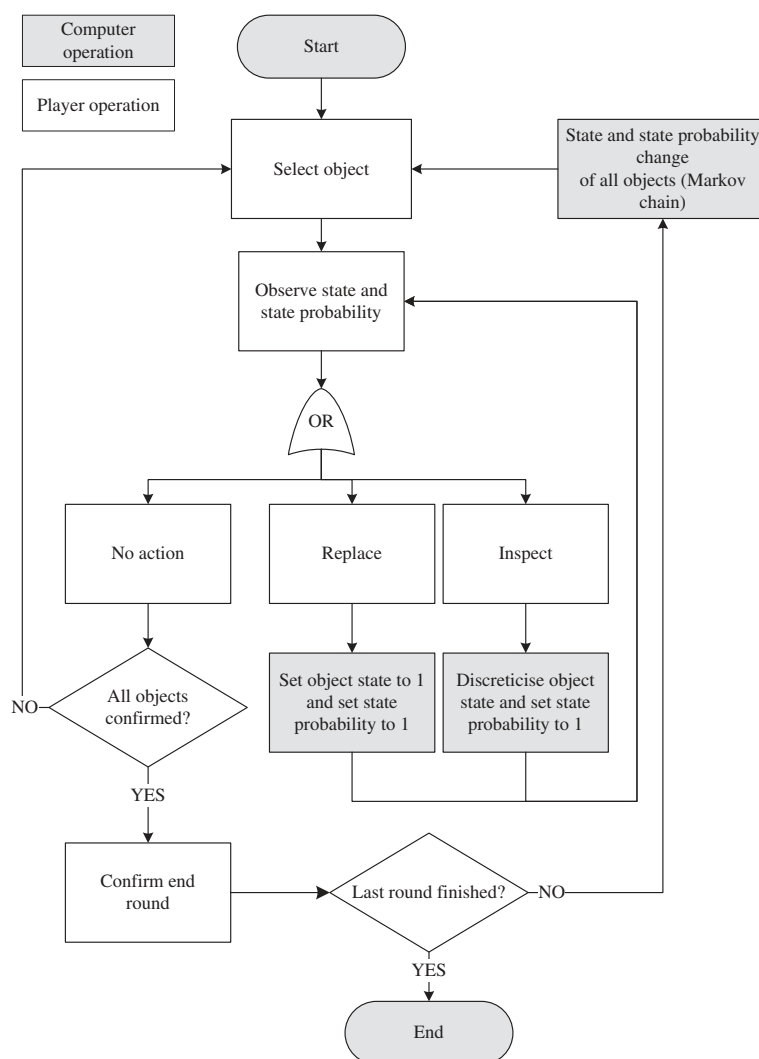 Computer
operation
Player operation
Start
Select object
State and state probability
change
of all objects (Markov
chain)
Observe state and
state probability
OR
No action
Replace
Inspect
Set object state to 1
and set state
probability to 1
Discreticise object
state and set state
probability to 1
NO
All objects
confirmed?
YES
Confirm end
round
Last round finished?
NO
YES
End